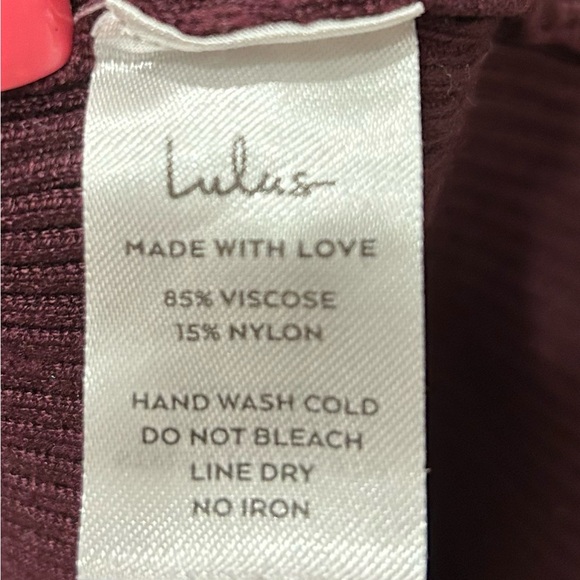 Lulus
MADE WITH LOVE
85% VISCOSE
15% NYLON
HAND WASH COLD
DO NOT BLEACH
LINE DRY
NO IRON